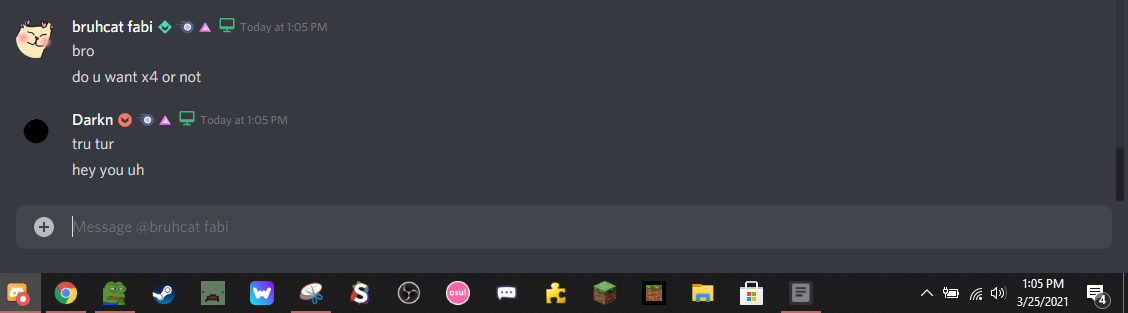 bruhcat fabi Today at 1:05 PM
bro
do u want x4 or not
Darkn Today at 1:05 PM
tru tur
hey you uh
Message @bruhcat fabi
W
S
osu!
1:05 PM
3/25/2021
4